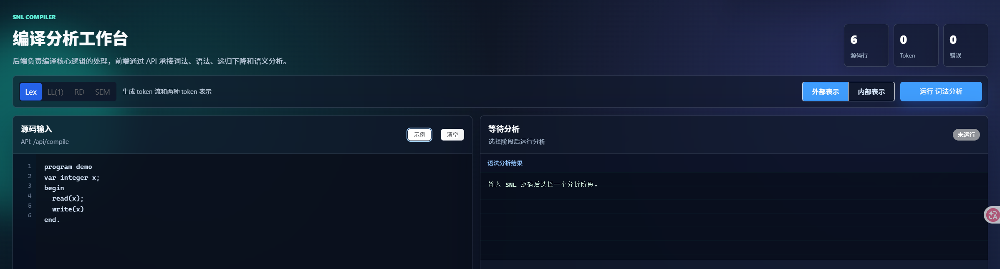 SNL COMPILER
编译分析工作台
后端负责编译核心逻辑的处理，前端通过 API 承接词法、语法、递归下降和语义分析。
6
源码行
0
Token
0
错误
Lex LL(1) RD SEM 生成 token 流和两种 token 表示
外部表示 内部表示 运行 词法分析
源码输入
API: /api/compile
示例 清空
1 program demo
2 var integer x;
3 begin
4   read(x);
5   write(x)
6 end.
等待分析
选择阶段后运行分析
未运行
语法分析结果
输入 SNL 源码后选择一个分析阶段。